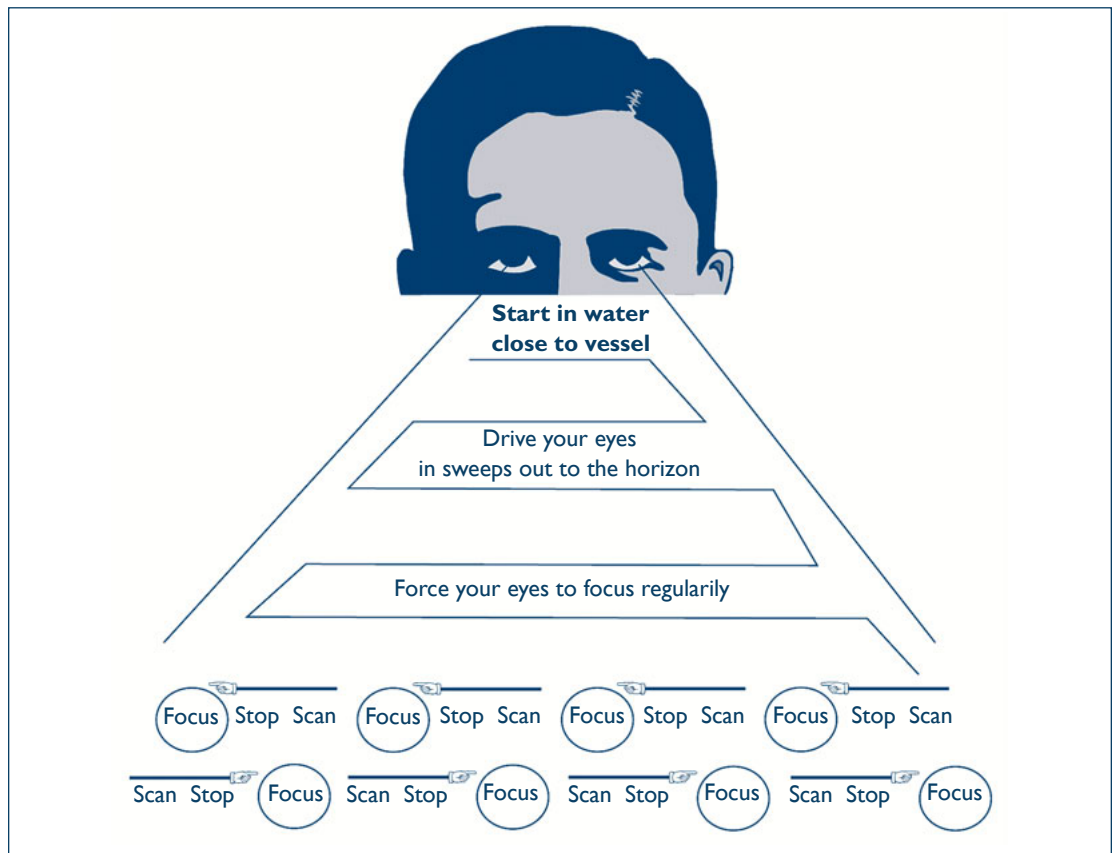 Start in water
close to vessel
Drive your eyes
in sweeps out to the horizon
Force your eyes to focus regularily
Focus Stop Scan Focus Stop Scan Focus Stop Scan Focus Stop Scan
Scan Stop Focus Scan Stop Focus Scan Stop Focus Scan Stop Focus